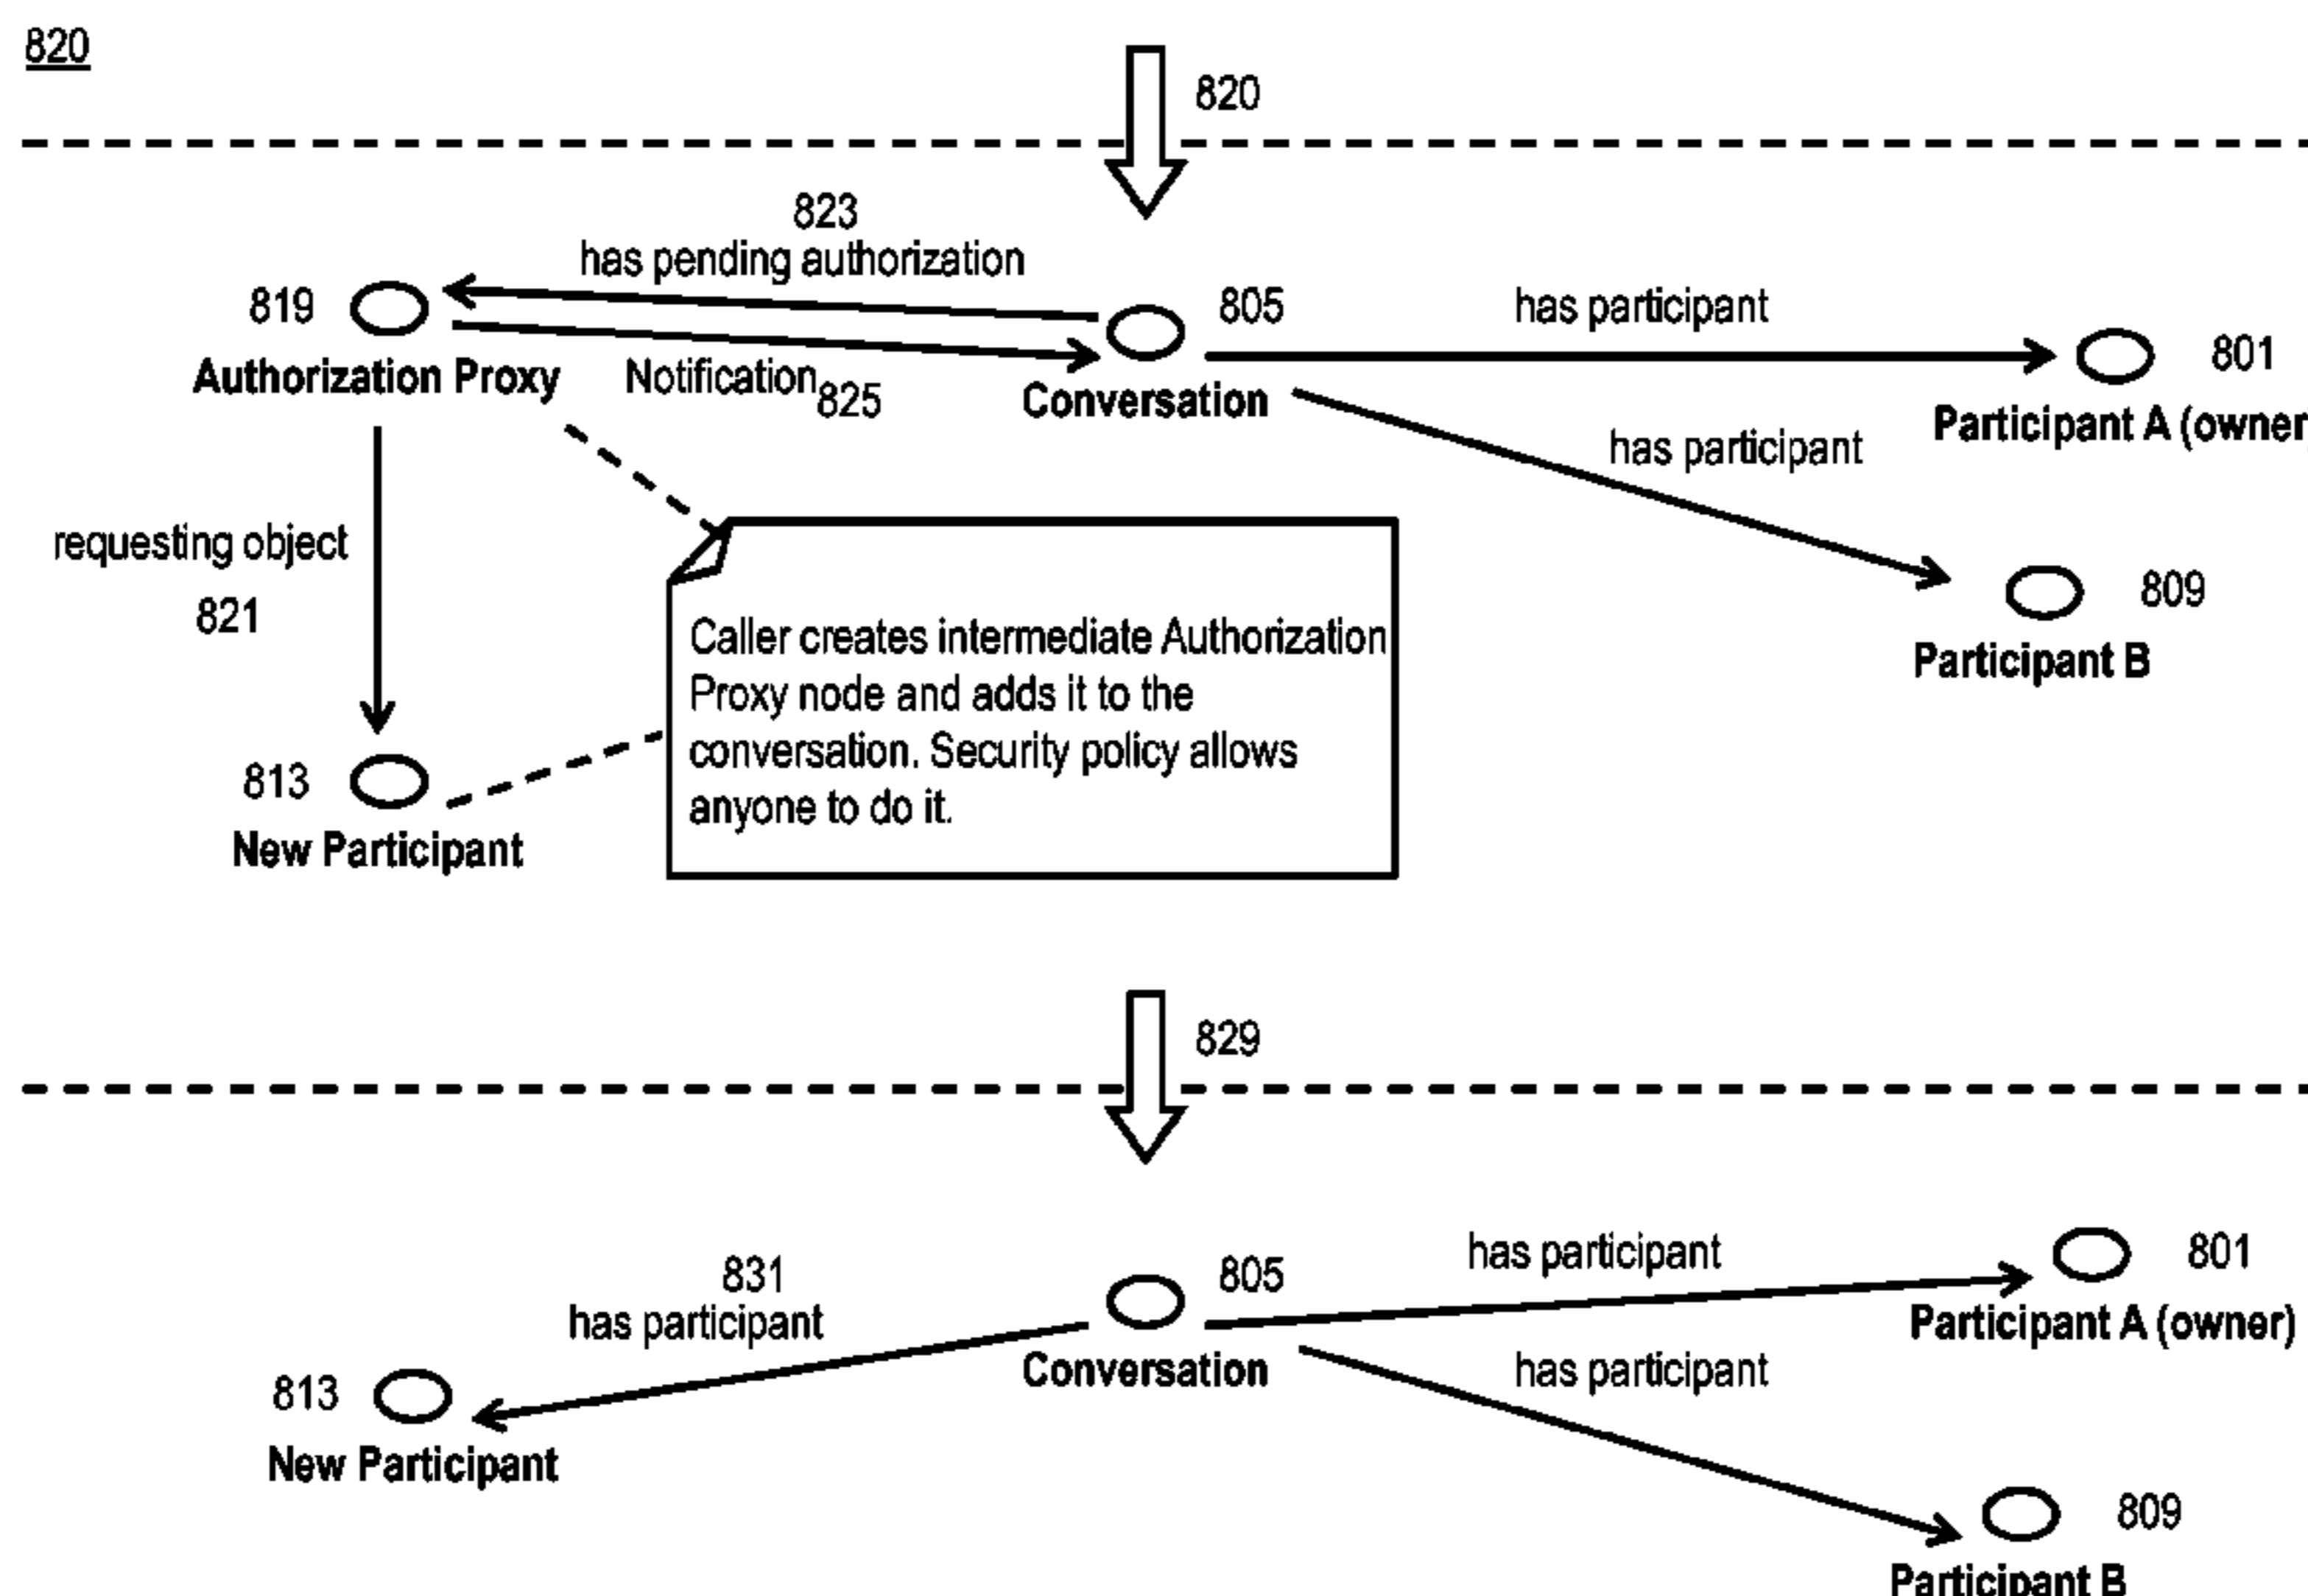 820
820
823
has pending authorization
819
805
has participant
801
Authorization Proxy
Notification
825
Conversation
Participant A (owner
has participant
requesting object
821
809
Participant B
Caller creates intermediate Authorization
Proxy node and adds it to the
conversation. Security policy allows
anyone to do it.
813
New Participant
829
831
has participant
805
has participant
801
Participant A (owner)
Conversation
has participant
813
New Participant
809
Participant B